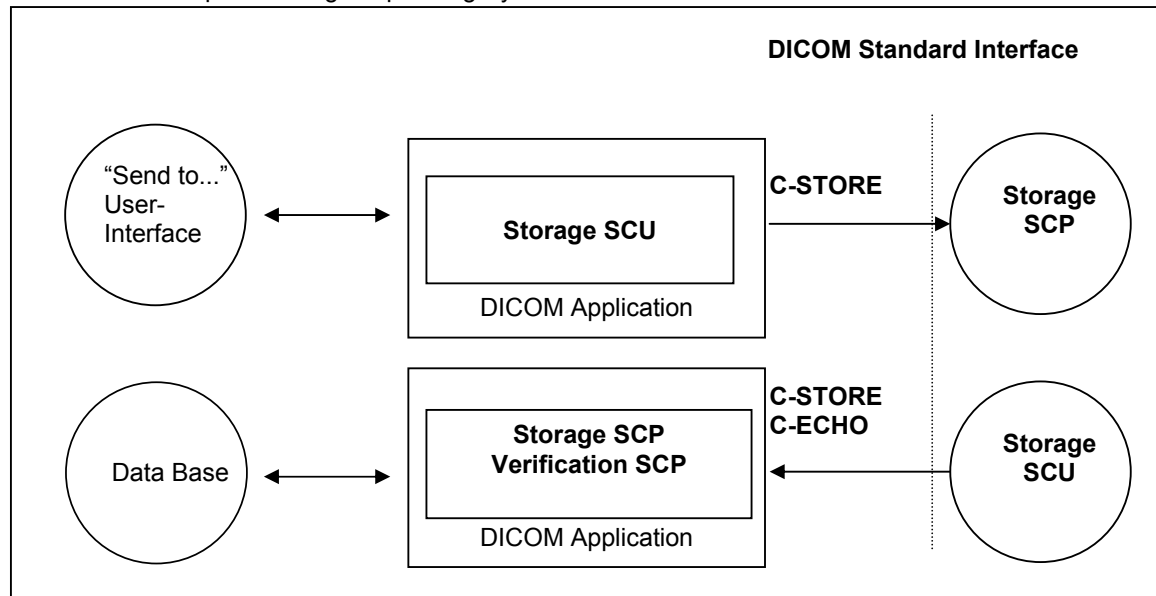 DICOM Standard Interface
“Send to...”
User-
Interface
Storage SCU
DICOM Application
C-STORE
Storage
SCP
Data Base
Storage SCP
Verification SCP
DICOM Application
C-STORE
C-ECHO
Storage
SCU